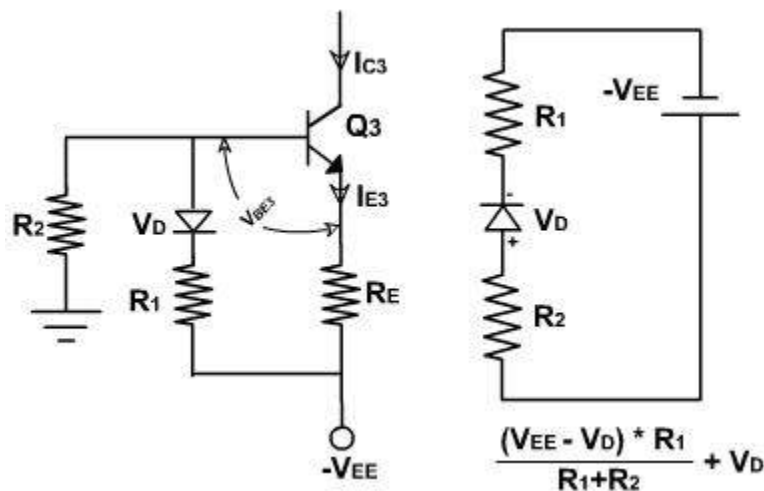 IC3
Q3
IE3
VBE3
R2
VD
R1
RE
-VEE
R1
-VEE
-
VD
+
R2
(VEE - VD) * R1
R1+R2
+ VD